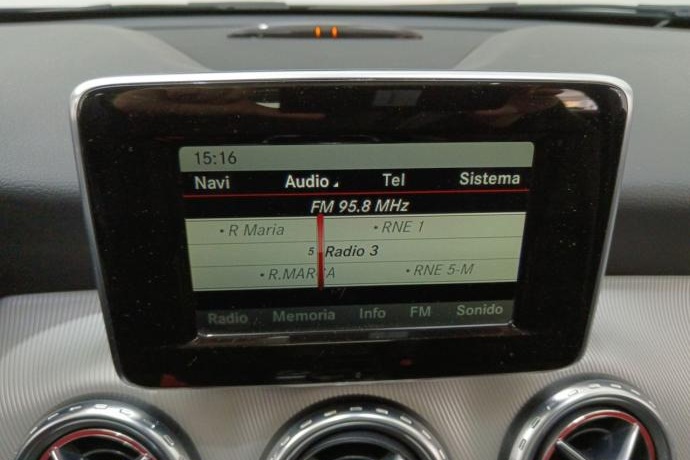 15:16
Navi Audio Tel Sistema
FM 95.8 MHz
• R Maria • RNE 1
5 Radio 3
• R.MARCA • RNE 5-M
Radio Memoria Info FM Sonido